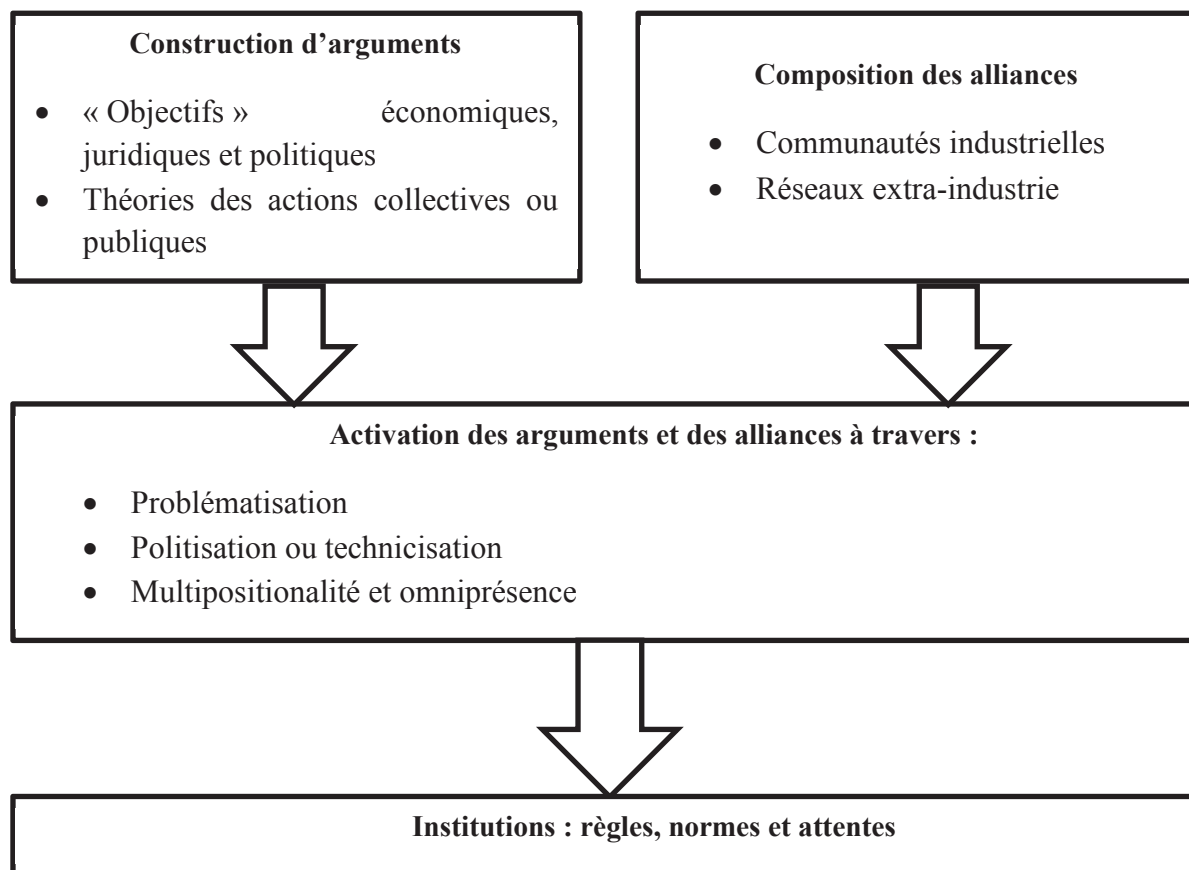 Construction d’arguments
• « Objectifs » économiques,
juridiques et politiques
• Théories des actions collectives ou
publiques
Composition des alliances
• Communautés industrielles
• Réseaux extra-industrie
Activation des arguments et des alliances à travers :
• Problématisation
• Politisation ou technicisation
• Multipositionalité et omniprésence
Institutions : règles, normes et attentes